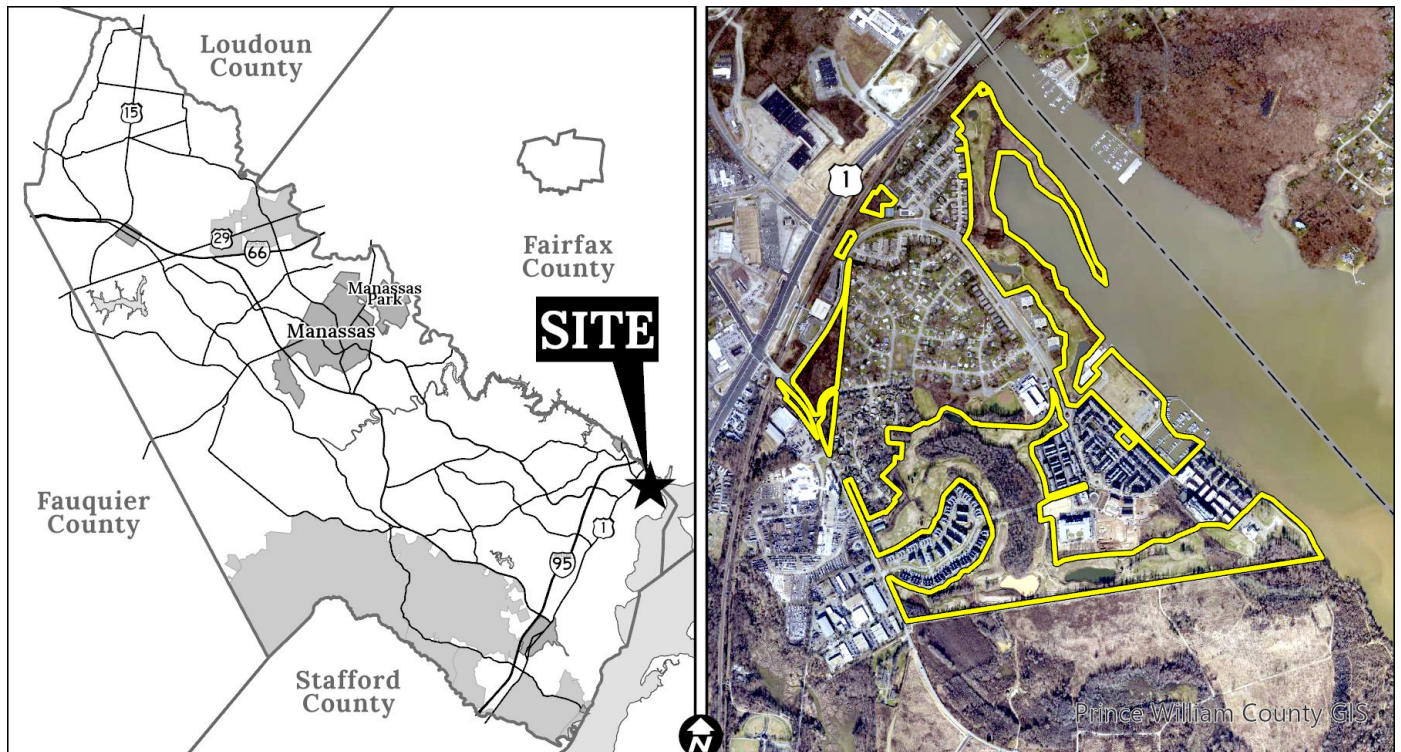 Loudoun
County
15
29
66
Fairfax
County
Manassas
Park
Manassas
SITE
Fauquier
County
1
95
Stafford
County
N
1
Prince William County GIS